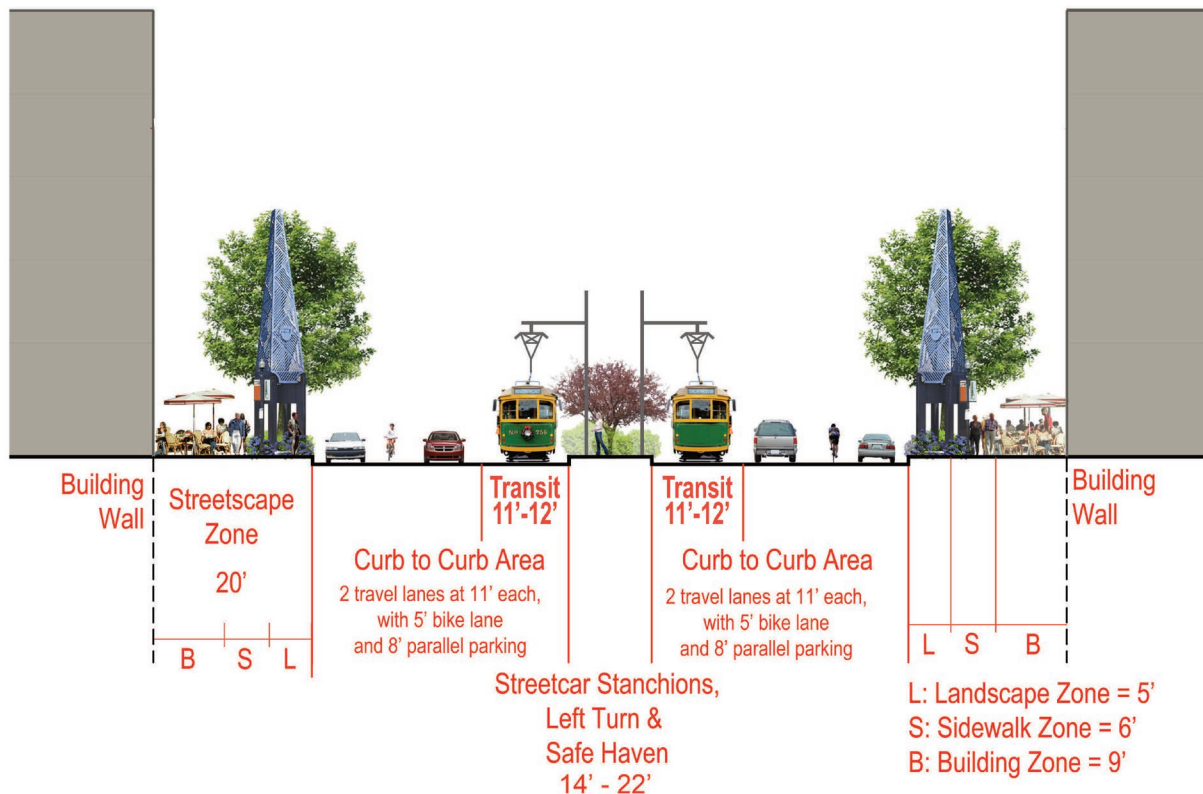 Building
Wall
Streetscape
Zone
20’
B S L
Transit
11’-12’
Curb to Curb Area
2 travel lanes at 11’ each,
with 5’ bike lane
and 8’ parallel parking
Streetcar Stanchions,
Left Turn &
Safe Haven
14’ - 22’
Transit
11’-12’
Curb to Curb Area
2 travel lanes at 11’ each,
with 5’ bike lane
and 8’ parallel parking
L S B
Building
Wall
L: Landscape Zone = 5’
S: Sidewalk Zone = 6’
B: Building Zone = 9’